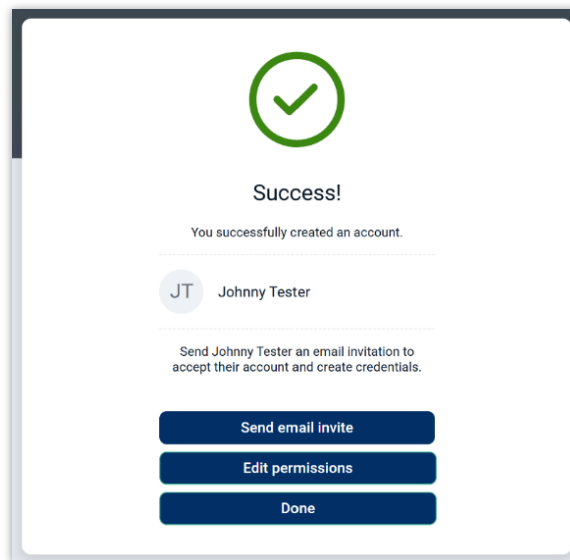 Success!
You successfully created an account.
JT
Johnny Tester
Send Johnny Tester an email invitation to
accept their account and create credentials.
Send email invite
Edit permissions
Done